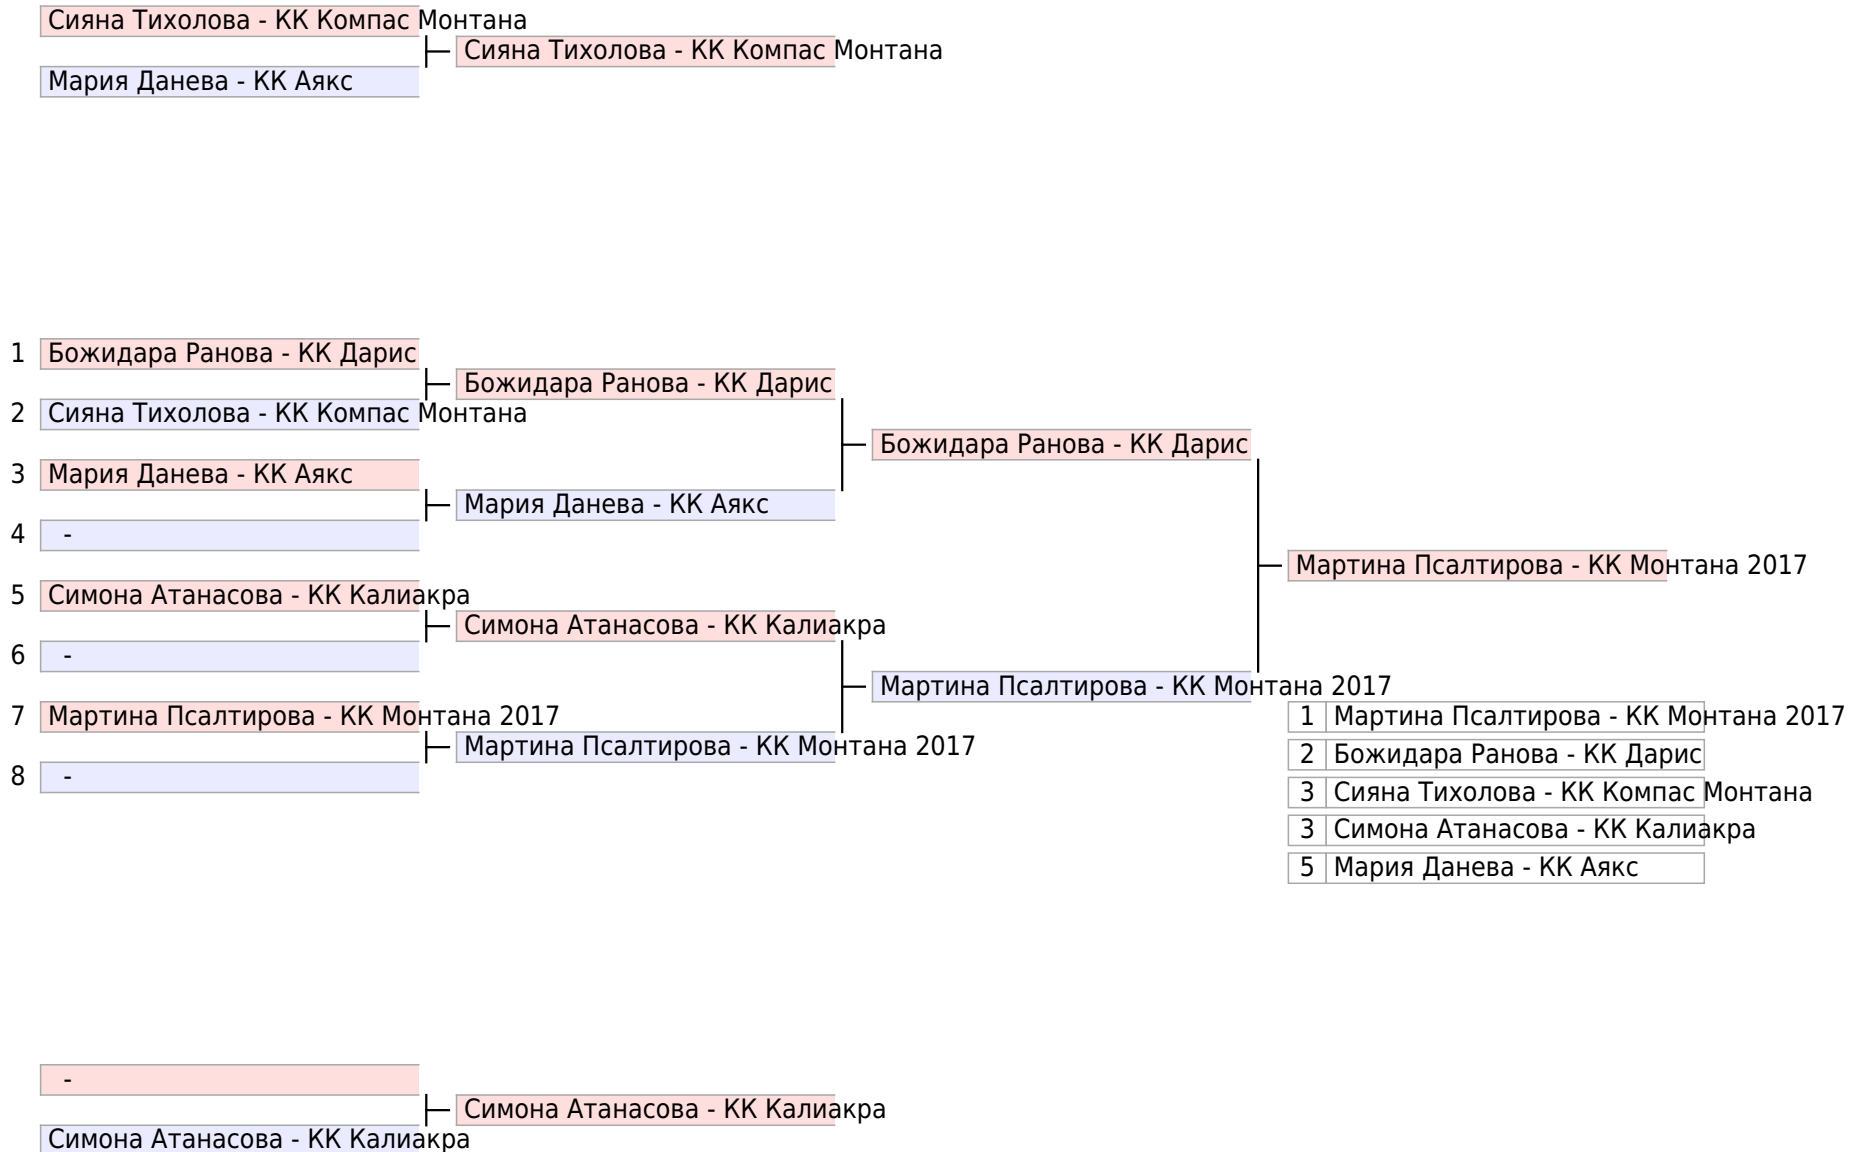 Сияна Тихолова - КК Компас Монтана
Сияна Тихолова - КК Компас Монтана
Мария Данева - КК Аякс
1 Божидара Ранова - КК Дарис
Божидара Ранова - КК Дарис
2 Сияна Тихолова - КК Компас Монтана
Божидара Ранова - КК Дарис
3 Мария Данева - КК Аякс
Мария Данева - КК Аякс
4 -
Мартина Псалтирова - КК Монтана 2017
5 Симона Атанасова - КК Калиакра
Симона Атанасова - КК Калиакра
6 -
Мартина Псалтирова - КК Монтана 2017
7 Мартина Псалтирова - КК Монтана 2017
Мартина Псалтирова - КК Монтана 2017
8 -
1 Мартина Псалтирова - КК Монтана 2017
2 Божидара Ранова - КК Дарис
3 Сияна Тихолова - КК Компас Монтана
3 Симона Атанасова - КК Калиакра
5 Мария Данева - КК Аякс
-
Симона Атанасова - КК Калиакра
Симона Атанасова - КК Калиакра